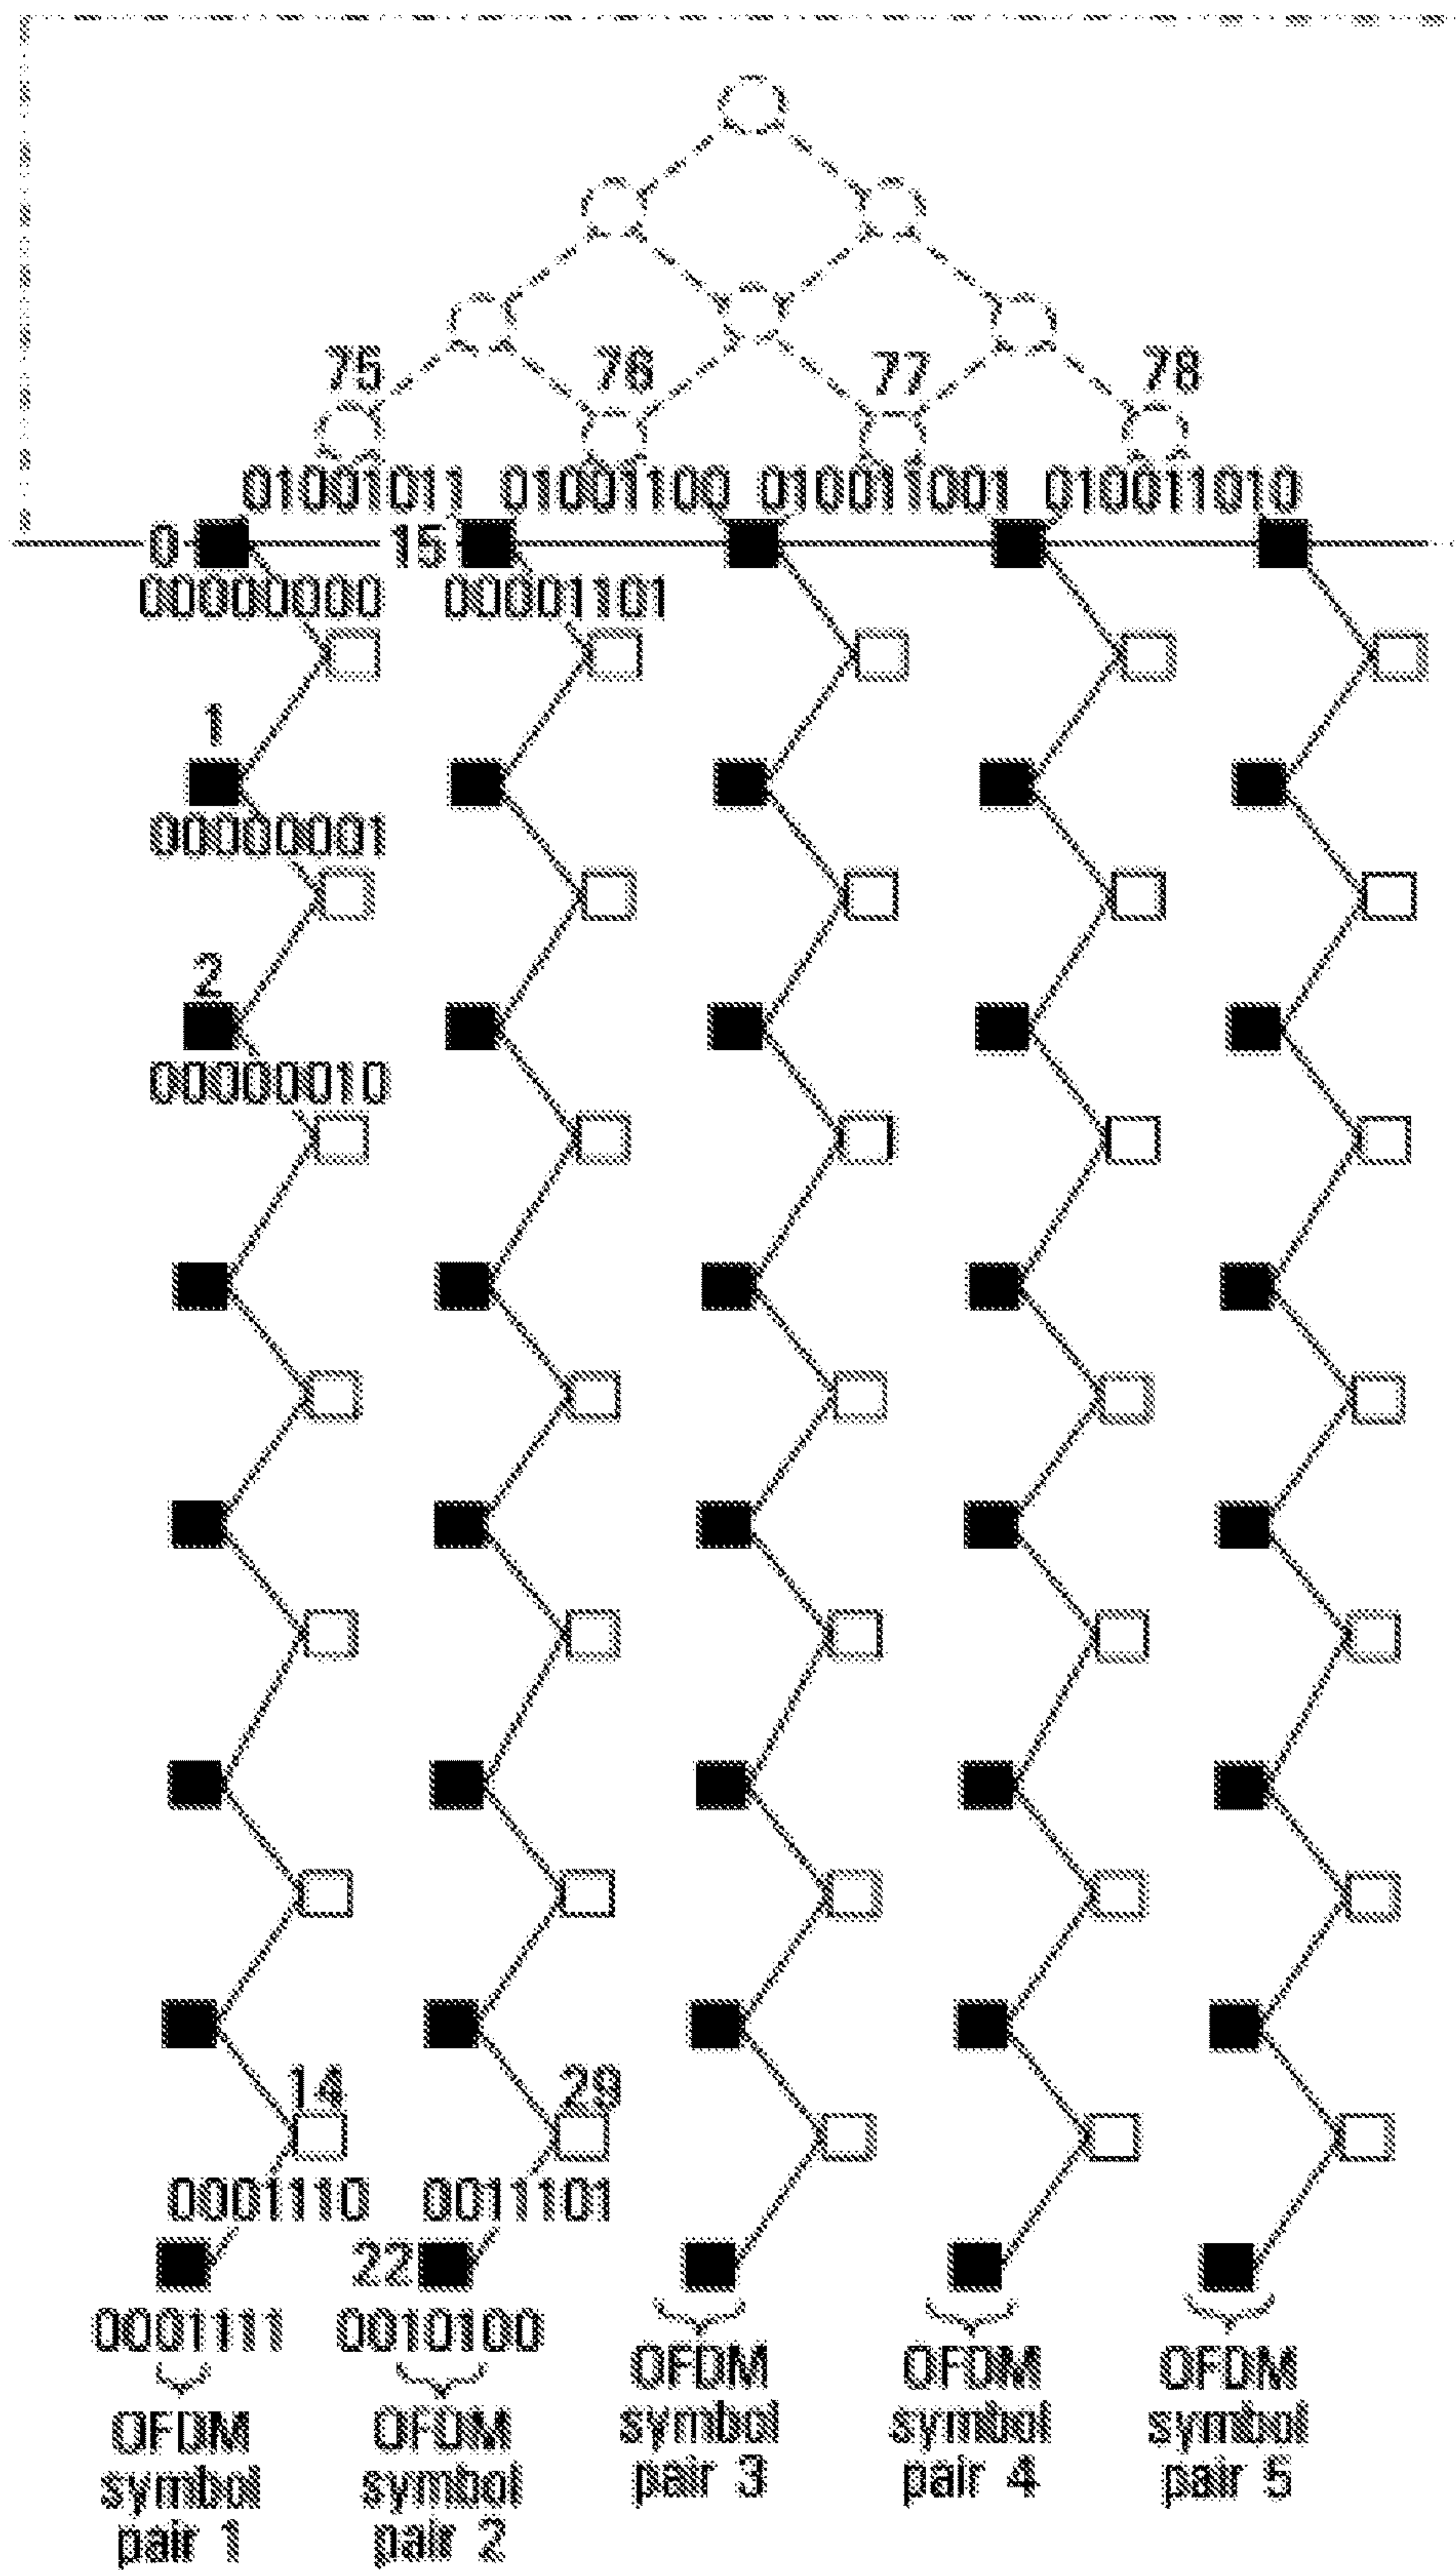 75 76 77 78
01001011 01001100 010011001 010011010
0 15
00000000 00001101
1
00000001
2
00000010
14 29
0001110 0011101
22
0001111 0010100
OFDM symbol pair 1
OFDM symbol pair 2
OFDM symbol pair 3
OFDM symbol pair 4
OFDM symbol pair 5